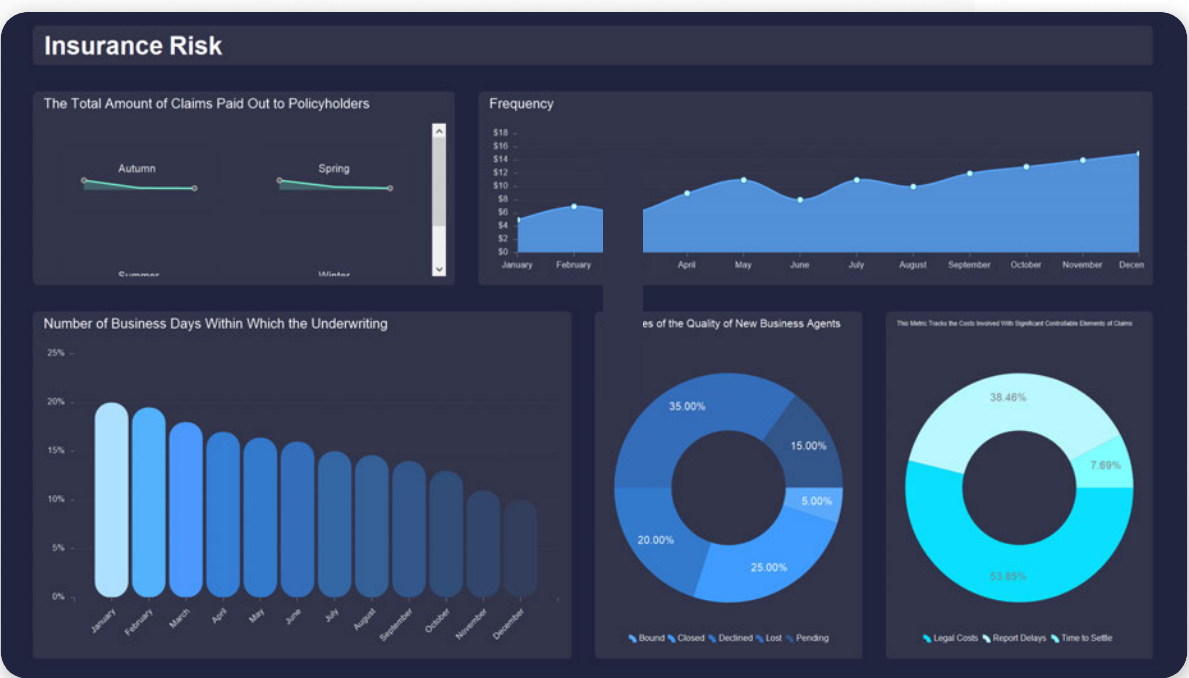 Insurance Risk
The Total Amount of Claims Paid Out to Policyholders
Autumn
Spring
Summer
Winter
Frequency
$18
$16
$14
$12
$10
$8
$6
$4
$2
$0
January
February
April
May
June
July
August
September
October
November
Decem
Number of Business Days Within Which the Underwriting
25%
20%
15%
10%
5%
0%
January
February
March
April
May
June
July
August
September
October
November
December
es of the Quality of New Business Agents
35.00%
15.00%
5.00%
20.00%
25.00%
Bound Closed Declined Lost Pending
This Metric Tracks the Costs Involved With Significant Controllable Elements of Claims
38.46%
7.69%
53.85%
Legal Costs Report Delays Time to Settle